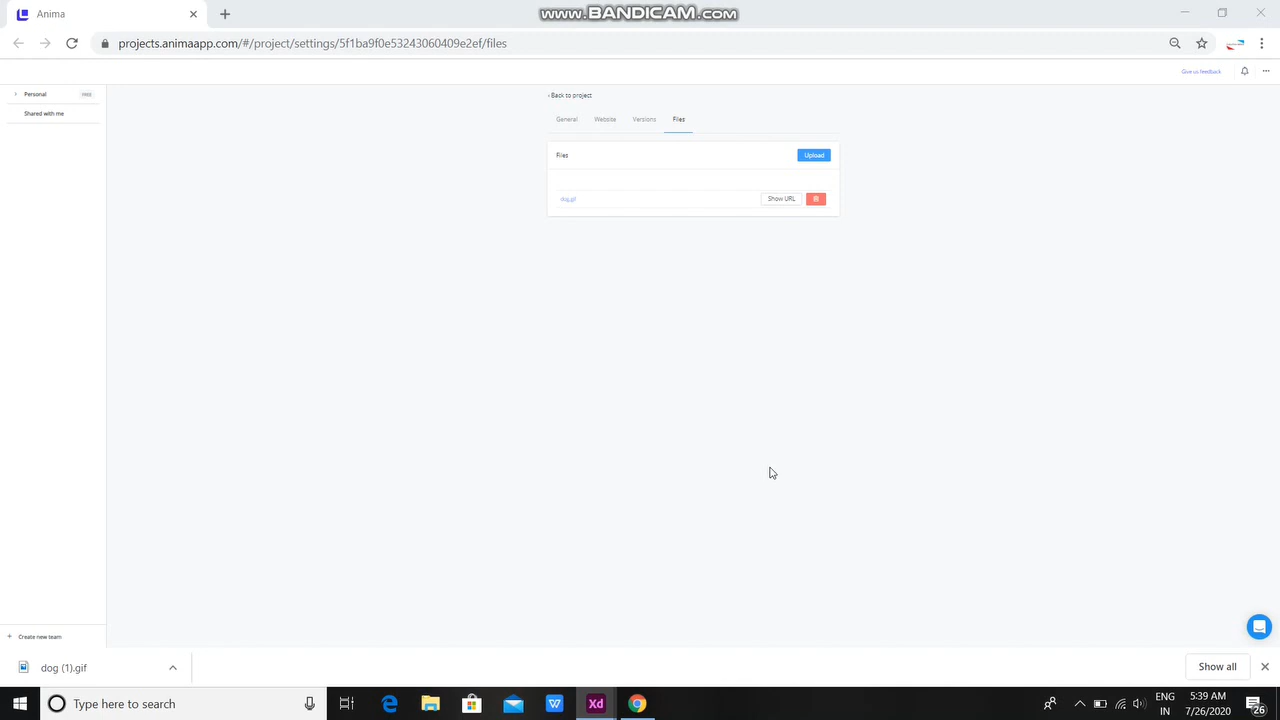 Anima
www.BANDICAM.com
projects.animaapp.com/#/project/settings/5f1ba9f0e53243060409e2ef/files
Give us feedback
Personal
FREE
Shared with me
‹ Back to project
General
Website
Versions
Files
Files
Upload
dog.gif
Show URL
+ Create new team
dog (1).gif
Show all
Type here to search
W
Xd
ENG
IN
5:39 AM
7/26/2020
26